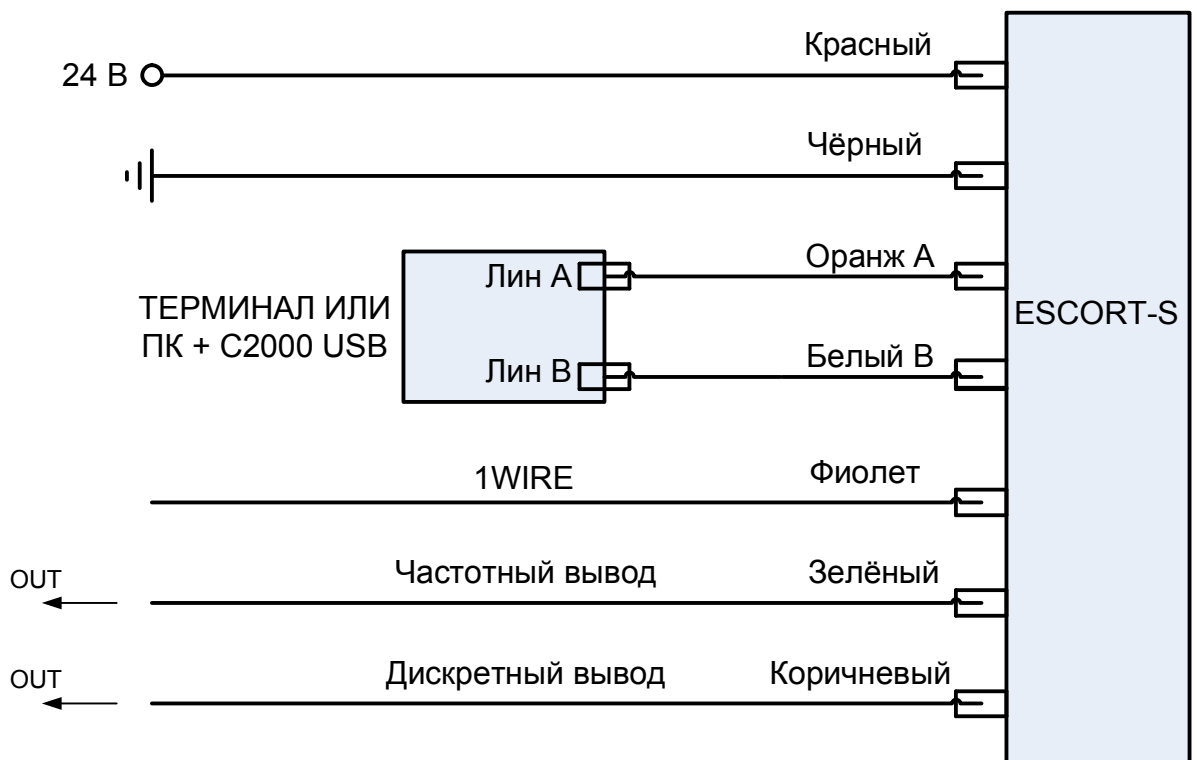 Красный
24 В
Чёрный
Оранж А
Лин А
ТЕРМИНАЛ ИЛИ
ПК + С2000 USB
ESCORT-S
Белый В
Лин В
1WIRE
Фиолет
OUT
Частотный вывод
Зелёный
OUT
Дискретный вывод
Коричневый